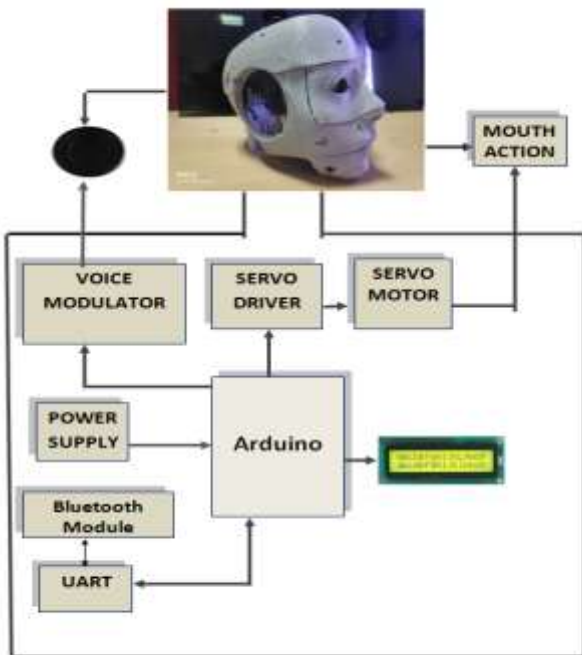 MOUTH
ACTION
VOICE
MODULATOR
SERVO
DRIVER
SERVO
MOTOR
POWER
SUPPLY
Arduino
Bluetooth
Module
UART